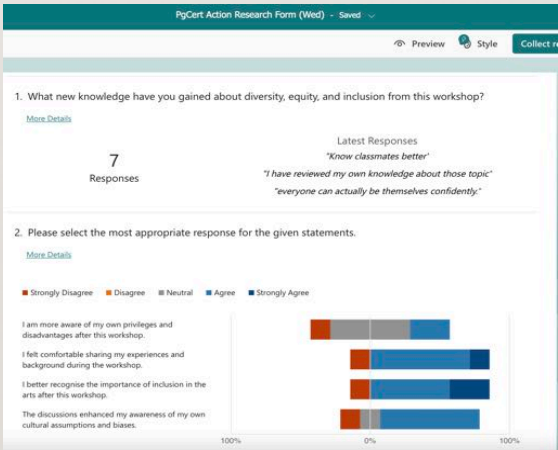 PgCert Action Research Form (Wed) - Saved
Preview
Style
Collect re
1. What new knowledge have you gained about diversity, equity, and inclusion from this workshop?
More Details
7
Responses
Latest Responses
"Know classmates better"
"I have reviewed my own knowledge about those topic"
"everyone can actually be themselves confidently."
2. Please select the most appropriate response for the given statements.
More Details
Strongly Disagree Disagree Neutral Agree Strongly Agree
I am more aware of my own privileges and
disadvantages after this workshop.
I felt comfortable sharing my experiences and
background during the workshop.
I better recognise the importance of inclusion in the
arts after this workshop.
The discussions enhanced my awareness of my own
cultural assumptions and biases.
100% 0% 100%